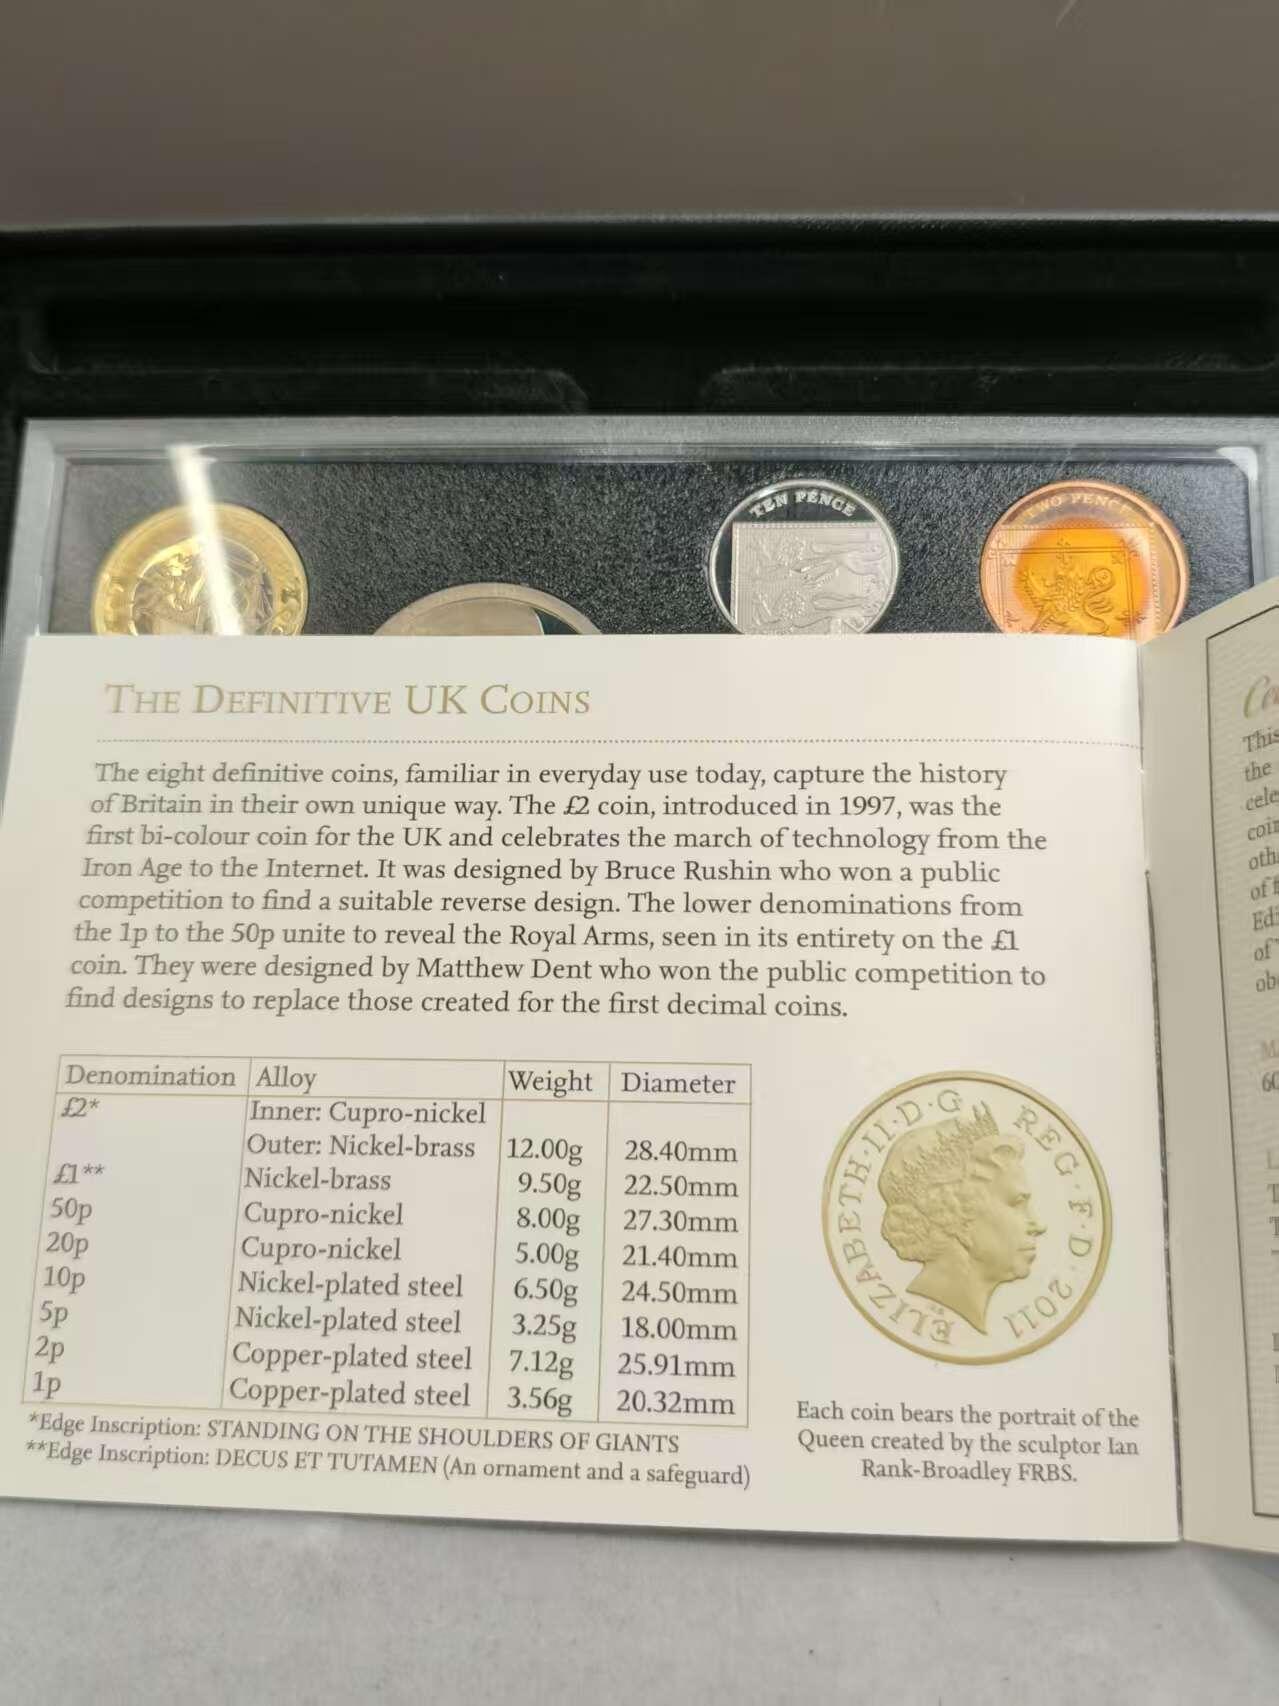 TEN PENCE
TWO PENCE
THE DEFINITIVE UK COINS
The eight definitive coins, familiar in everyday use today, capture the history
of Britain in their own unique way. The £2 coin, introduced in 1997, was the
first bi-colour coin for the UK and celebrates the march of technology from the
Iron Age to the Internet. It was designed by Bruce Rushin who won a public
competition to find a suitable reverse design. The lower denominations from
the 1p to the 50p unite to reveal the Royal Arms, seen in its entirety on the £1
coin. They were designed by Matthew Dent who won the public competition to
find designs to replace those created for the first decimal coins.
Denomination Alloy Weight Diameter
£2* Inner: Cupro-nickel
Outer: Nickel-brass 12.00g 28.40mm
£1** Nickel-brass 9.50g 22.50mm
50p Cupro-nickel 8.00g 27.30mm
20p Cupro-nickel 5.00g 21.40mm
10p Nickel-plated steel 6.50g 24.50mm
5p Nickel-plated steel 3.25g 18.00mm
2p Copper-plated steel 7.12g 25.91mm
1p Copper-plated steel 3.56g 20.32mm
*Edge Inscription: STANDING ON THE SHOULDERS OF GIANTS
**Edge Inscription: DECUS ET TUTAMEN (An ornament and a safeguard)
ELIZABETH·II·D·G REG·F·D·2011
Each coin bears the portrait of the
Queen created by the sculptor Ian
Rank-Broadley FRBS.
This
the
of